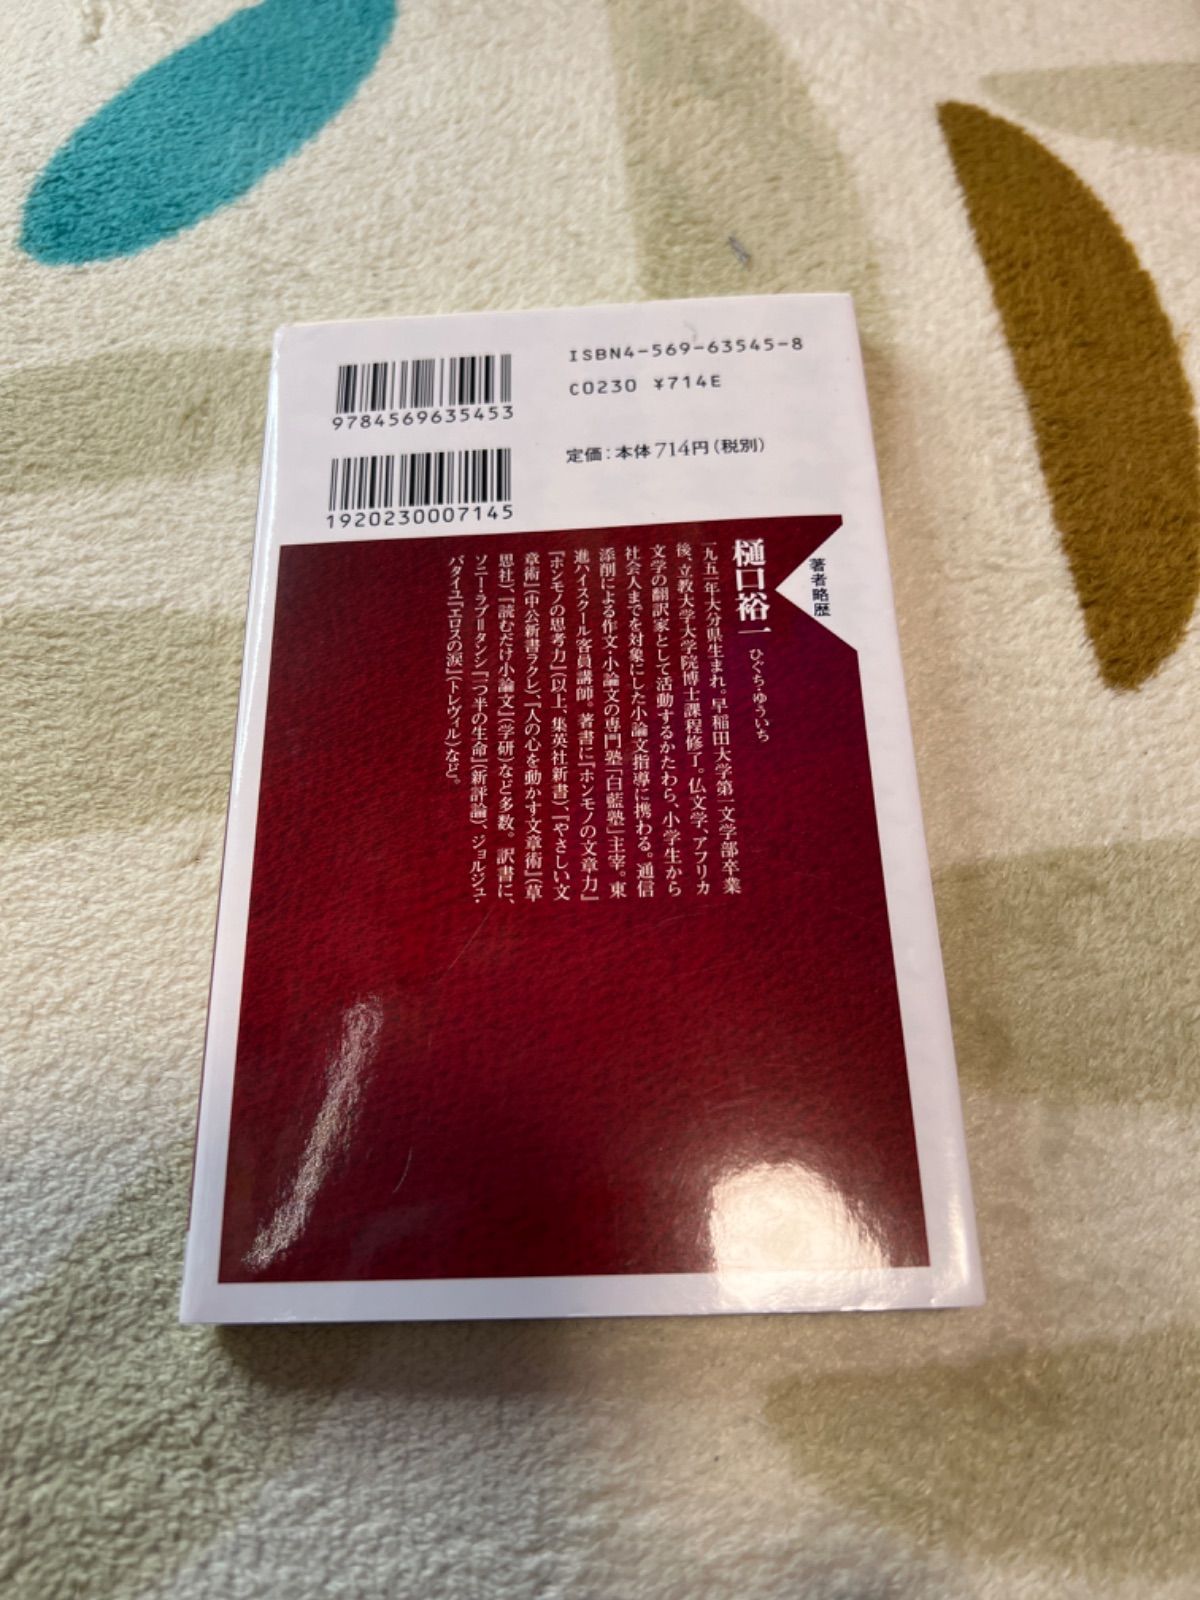 ISBN4-569-63545-8
C0230 ¥714E
定価：本体714円（税別）
9784569635453
1920230007145
著者略歴
樋口裕一 ひぐち・ゆういち
一九五一年大分県生まれ。早稲田大学第一文学部卒業
後、立教大学大学院博士課程修了。仏文学、アフリカ
文学の翻訳家として活動するかたわら、小学生から
社会人までを対象にした小論文指導に携わる。通信
添削による作文・小論文の専門塾「白藍塾」主宰。東
進ハイスクール客員講師。著書に『ホンモノの文章力』
『ホンモノの思考力』（以上、集英社新書）、『やさしい文
章術』（中公新書ラクレ）、『人の心を動かす文章術』（草
思社）、『読むだけ小論文』（学研）など多数。訳書に、
ソニー・ラブ＝タンシ『一つ半の生命』（新評論）、ジョルジュ・
バタイユ『エロスの涙』（トレヴィル）など。